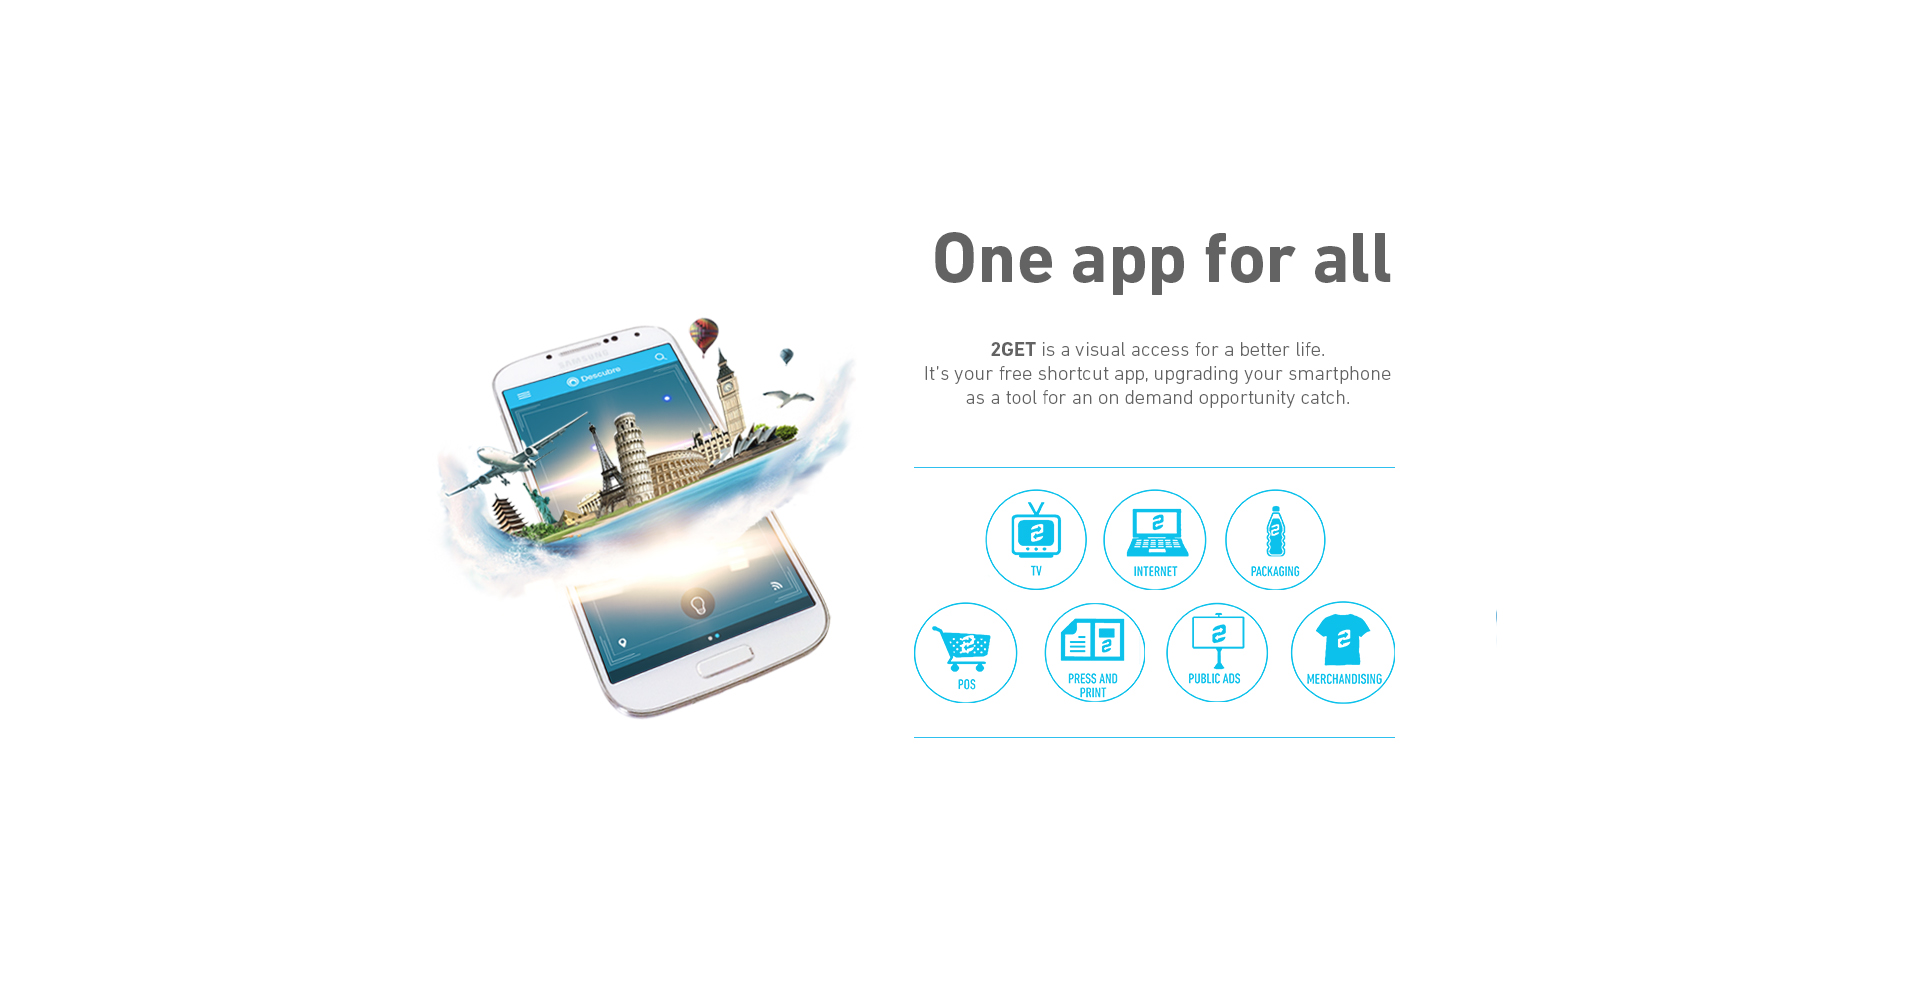 One app for all
2GET is a visual access for a better life.
It's your free shortcut app, upgrading your smartphone
as a tool for an on demand opportunity catch.
SAMSUNG
Descubre
TV
INTERNET
PACKAGING
POS
PRESS AND
PRINT
PUBLIC ADS
MERCHANDISING